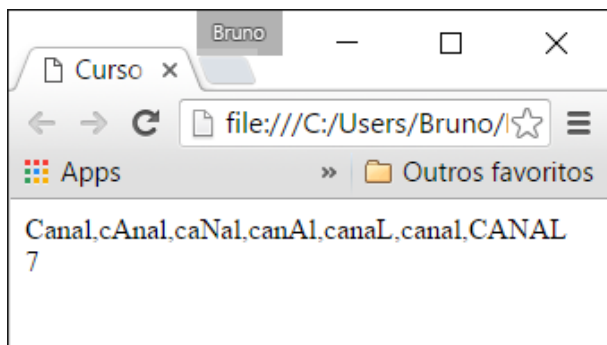 Bruno
Curso
file:///C:/Users/Bruno/
Apps
» Outros favoritos
Canal,cAnal,caNal,canAl,canaL,canal,CANAL
7